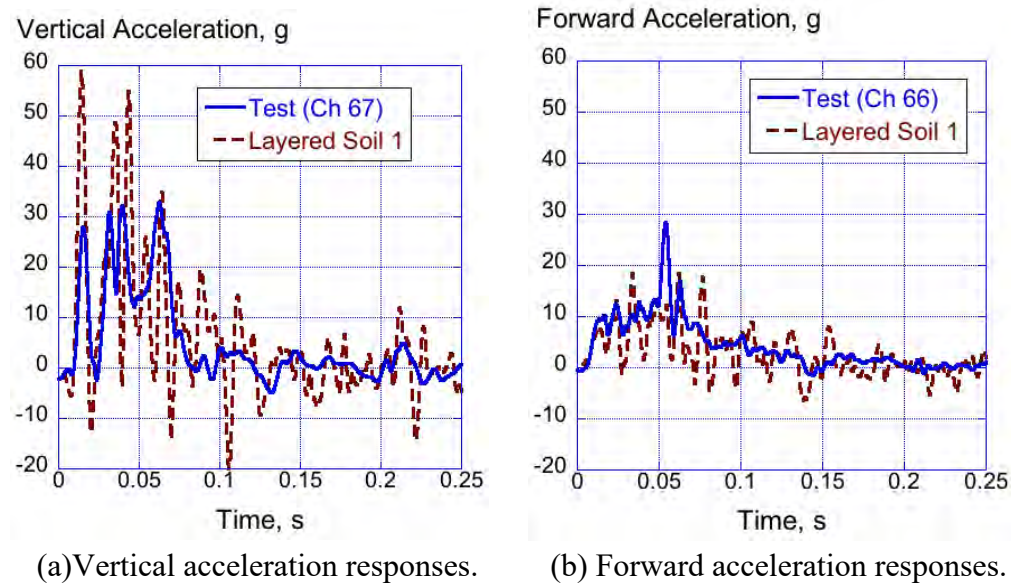 Vertical Acceleration, g
60
50
40
30
20
10
0
-10
-20
Test (Ch 67)
Layered Soil 1
0 0.05 0.1 0.15 0.2 0.25
Time, s
(a)Vertical acceleration responses.
Forward Acceleration, g
60
50
40
30
20
10
0
-10
-20
Test (Ch 66)
Layered Soil 1
0 0.05 0.1 0.15 0.2 0.25
Time, s
(b) Forward acceleration responses.